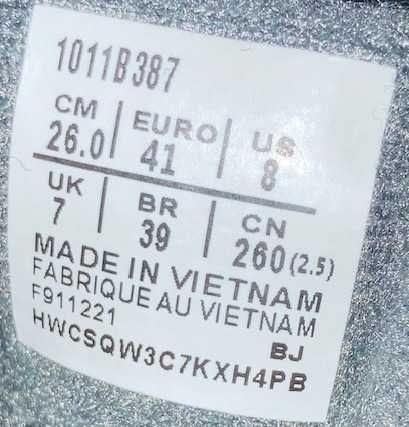 1011B387
CM EURO US
26.0 41 8
UK BR CN
7 39 260(2.5)
MADE IN VIETNAM
FABRIQUE AU VIETNAM
F911221 BJ
HWCSQW3C7KXH4PB